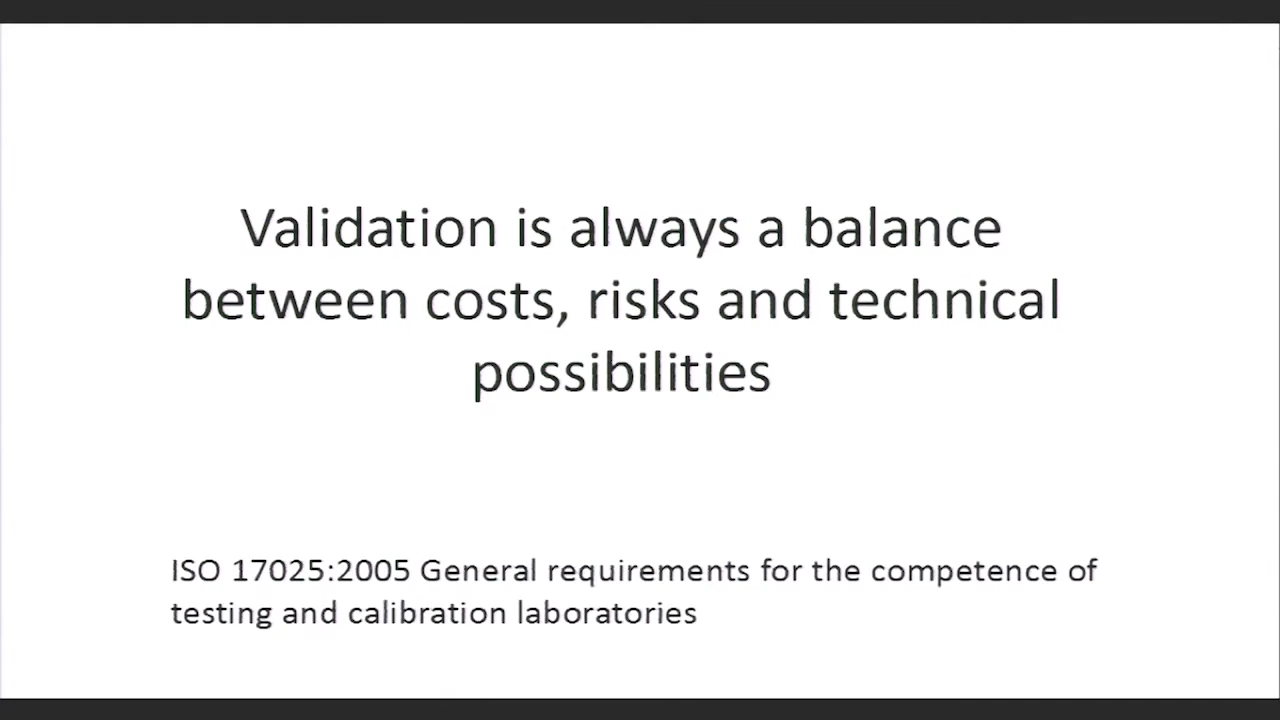 Validation is always a balance
between costs, risks and technical
possibilities
ISO 17025:2005 General requirements for the competence of
testing and calibration laboratories